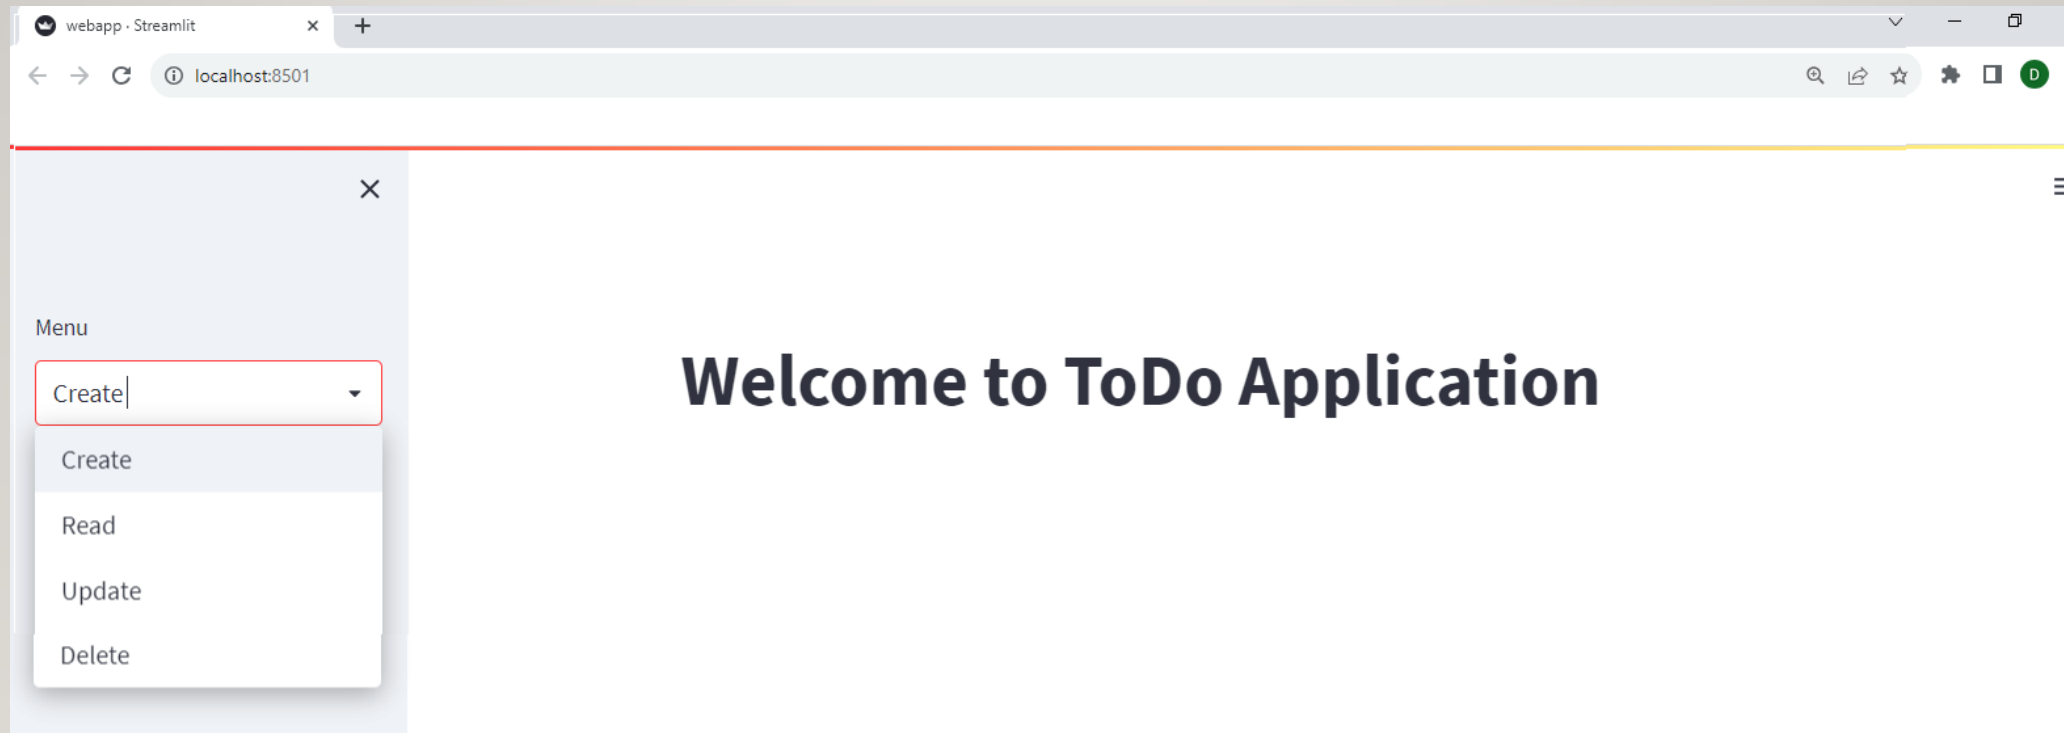 webapp · Streamlit
localhost:8501
D
Menu
Create
Create
Read
Update
Delete
Welcome to ToDo Application